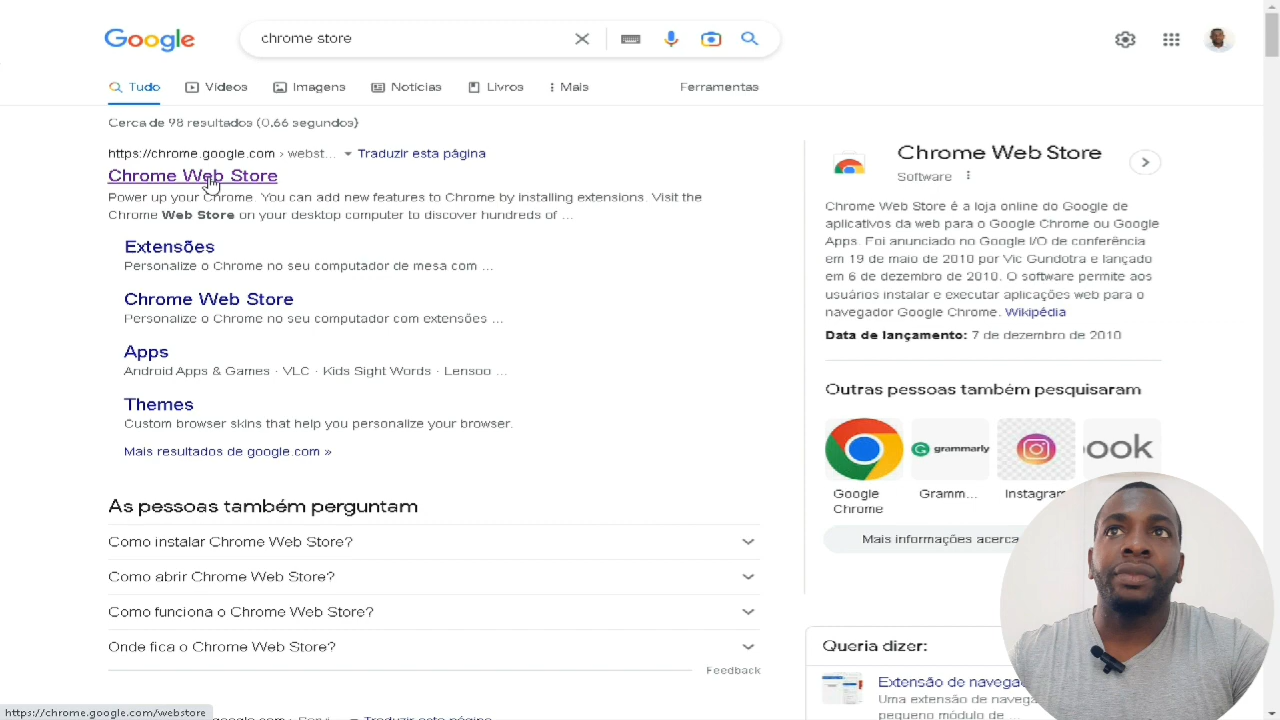 Google
chrome store
Tudo
Vídeos
Imagens
Notícias
Livros
Mais
Ferramentas
Cerca de 98 resultados (0,66 segundos)
https://chrome.google.com › webst...
Traduzir esta página
Chrome Web Store
Power up your Chrome. You can add new features to Chrome by installing extensions. Visit the
Chrome Web Store on your desktop computer to discover hundreds of ...
Extensões
Personalize o Chrome no seu computador de mesa com ...
Chrome Web Store
Personalize o Chrome no seu computador com extensões ...
Apps
Android Apps & Games · VLC · Kids Sight Words · Lensoo ...
Themes
Custom browser skins that help you personalize your browser.
Mais resultados de google.com »
As pessoas também perguntam
Como instalar Chrome Web Store?
Como abrir Chrome Web Store?
Como funciona o Chrome Web Store?
Onde fica o Chrome Web Store?
Feedback
Traduzir esta página
https://chrome.google.com/webstore
Chrome Web Store
Software
Chrome Web Store é a loja online do Google de
aplicativos da web para o Google Chrome ou Google
Apps. Foi anunciado no Google I/O de conferência
em 19 de maio de 2010 por Vic Gundotra e lançado
em 6 de dezembro de 2010. O software permite aos
usuários instalar e executar aplicações web para o
navegador Google Chrome. Wikipédia
Data de lançamento: 7 de dezembro de 2010
Outras pessoas também pesquisaram
grammarly
ook
Google
Chrome
Gramm...
Instagram
Mais informações acerca
Queria dizer:
Extensão de navega
Uma extensão de navega
pequeno módulo de ...